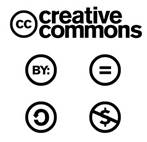 cc creative
commons
BY: =